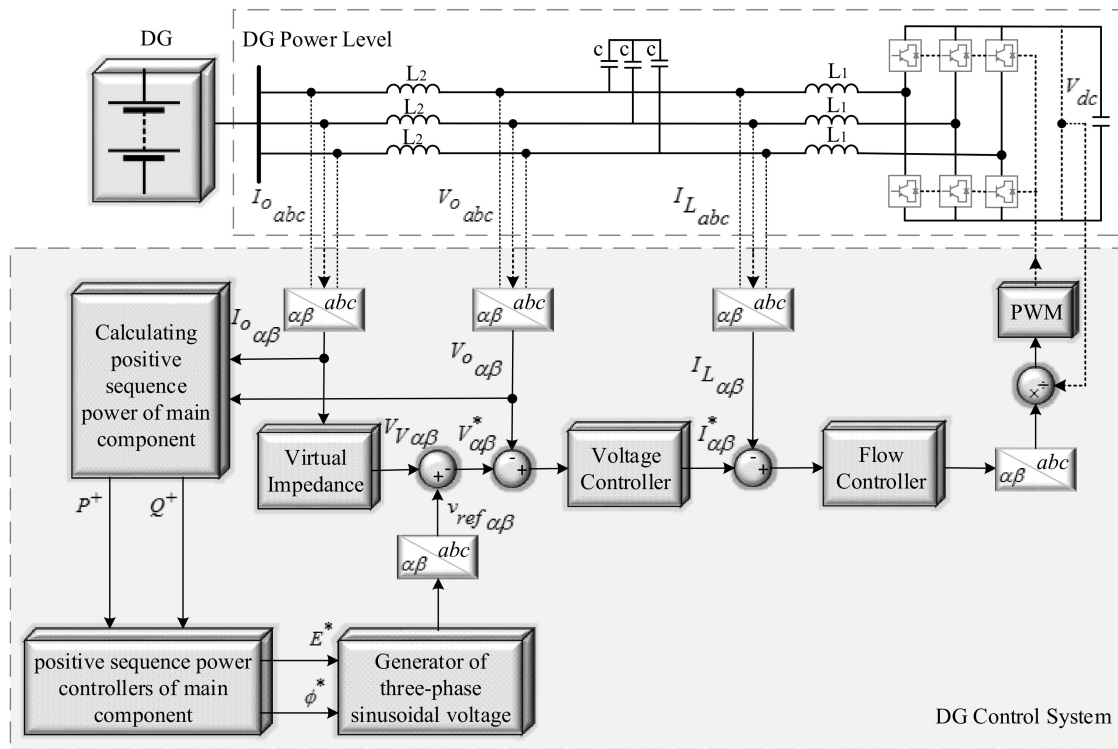 DG
DG Power Level
c c c
L2
L2
L2
L1
L1
L1
Vdc
Io abc
Vo abc
IL abc
abc
αβ
abc
αβ
abc
αβ
PWM
Calculating
positive
sequence
power of main
component
Io αβ
Vo αβ
IL αβ
× ÷
Virtual
Impedance
VV αβ
- +
V*αβ
- +
Voltage
Controller
I*αβ
- +
Flow
Controller
abc
αβ
P+
Q+
vref αβ
abc
αβ
positive sequence power
controllers of main
component
E*
ϕ*
Generator of
three-phase
sinusoidal voltage
DG Control System